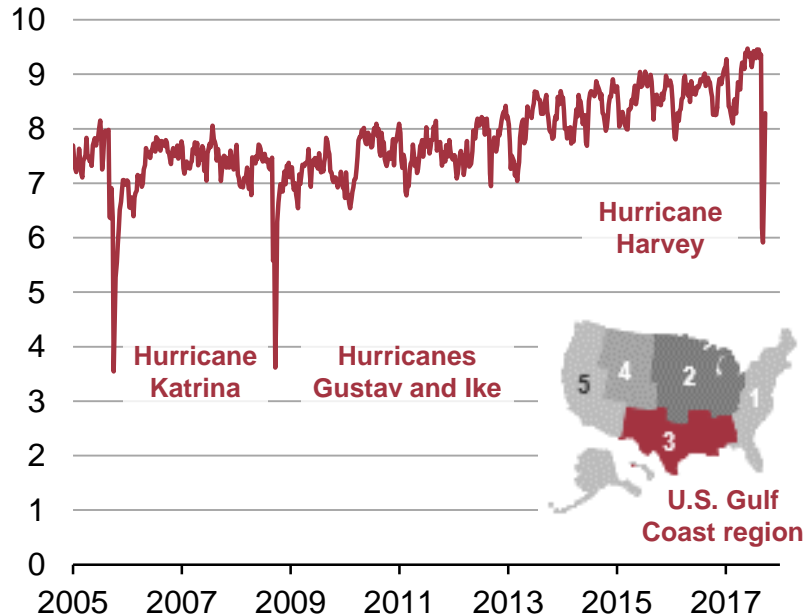 10
9
8
7
6
5
4
3
2
1
0
Hurricane
Harvey
Hurricane
Katrina
Hurricanes
Gustav and Ike
5
4
2
1
3
U.S. Gulf
Coast region
2005 2007 2009 2011 2013 2015 2017